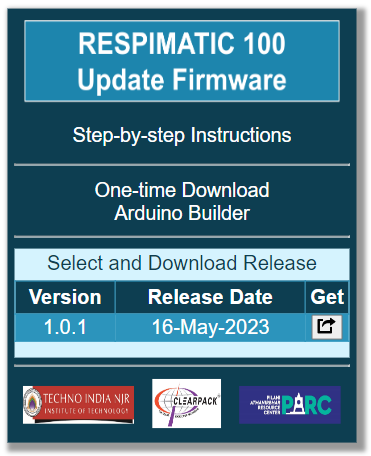 RESPIMATIC 100
Update Firmware
Step-by-step Instructions
One-time Download
Arduino Builder
Select and Download Release
Version Release Date Get
1.0.1 16-May-2023
TECHNO INDIA NJR
INSTITUTE OF TECHNOLOGY
CLEARPACK
PILANI
ATMANIRBHAR
RESOURCE
CENTER
PARC